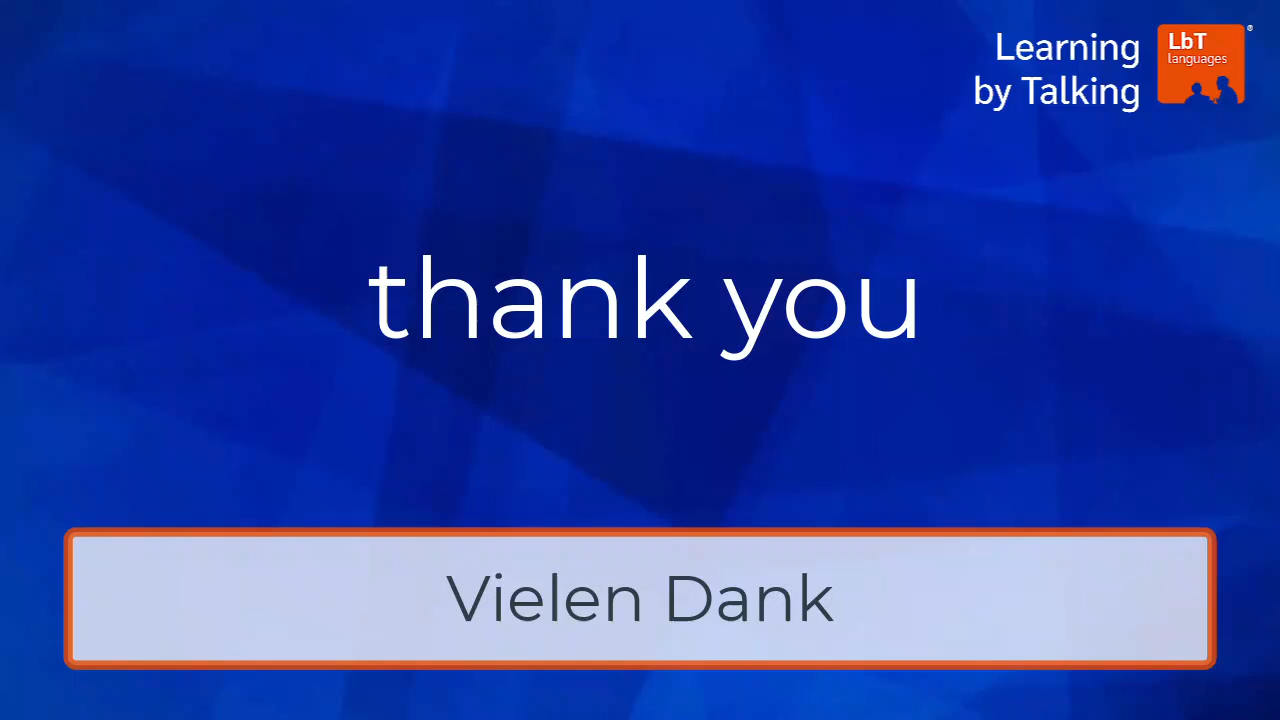 Learning
by Talking
LbT
languages
®
thank you
Vielen Dank